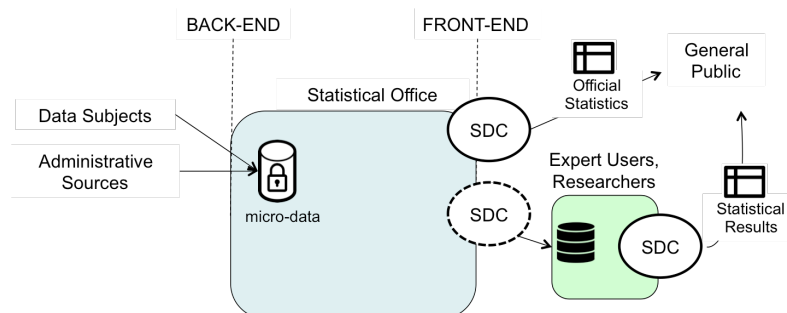 BACK-END
FRONT-END
General
Public
Official
Statistics
Statistical Office
Data Subjects
SDC
Administrative
Sources
Expert Users,
Researchers
micro-data
SDC
Statistical
Results
SDC